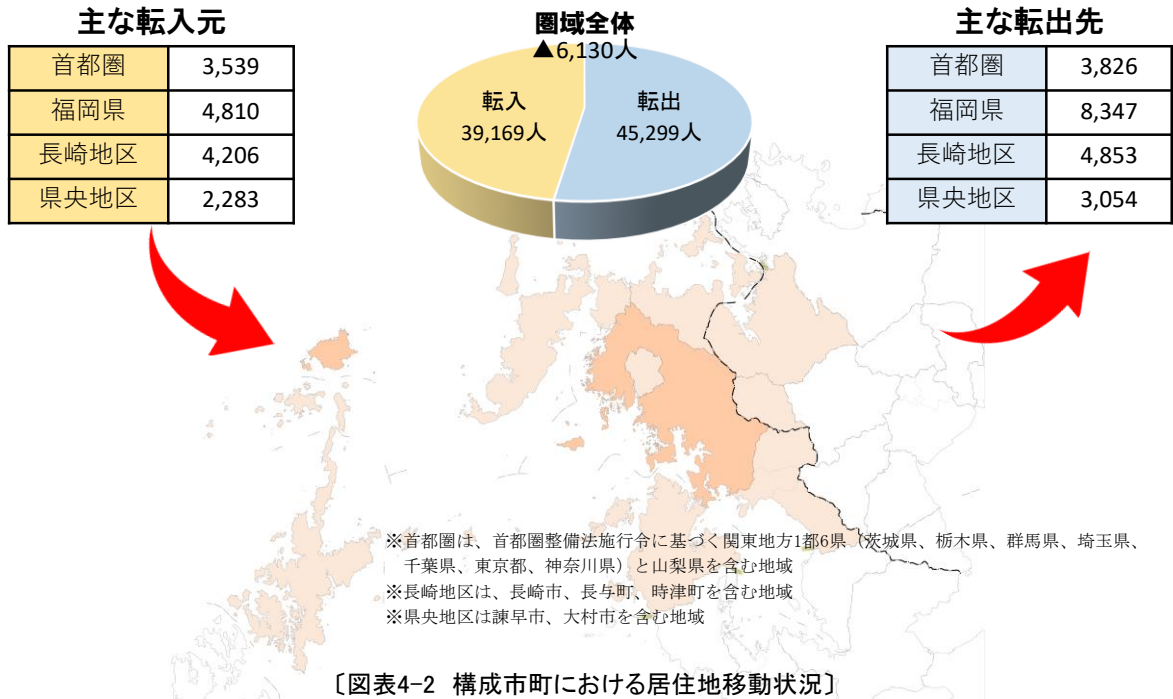 主な転入元
首都圏 3,539
福岡県 4,810
長崎地区 4,206
県央地区 2,283
圏域全体
▲6,130人
転入
39,169人
転出
45,299人
主な転出先
首都圏 3,826
福岡県 8,347
長崎地区 4,853
県央地区 3,054
※首都圏は、首都圏整備法施行令に基づく関東地方1都6県（茨城県、栃木県、群馬県、埼玉県、
千葉県、東京都、神奈川県）と山梨県を含む地域
※長崎地区は、長崎市、長与町、時津町を含む地域
※県央地区は諫早市、大村市を含む地域
〔図表4-2 構成市町における居住地移動状況〕